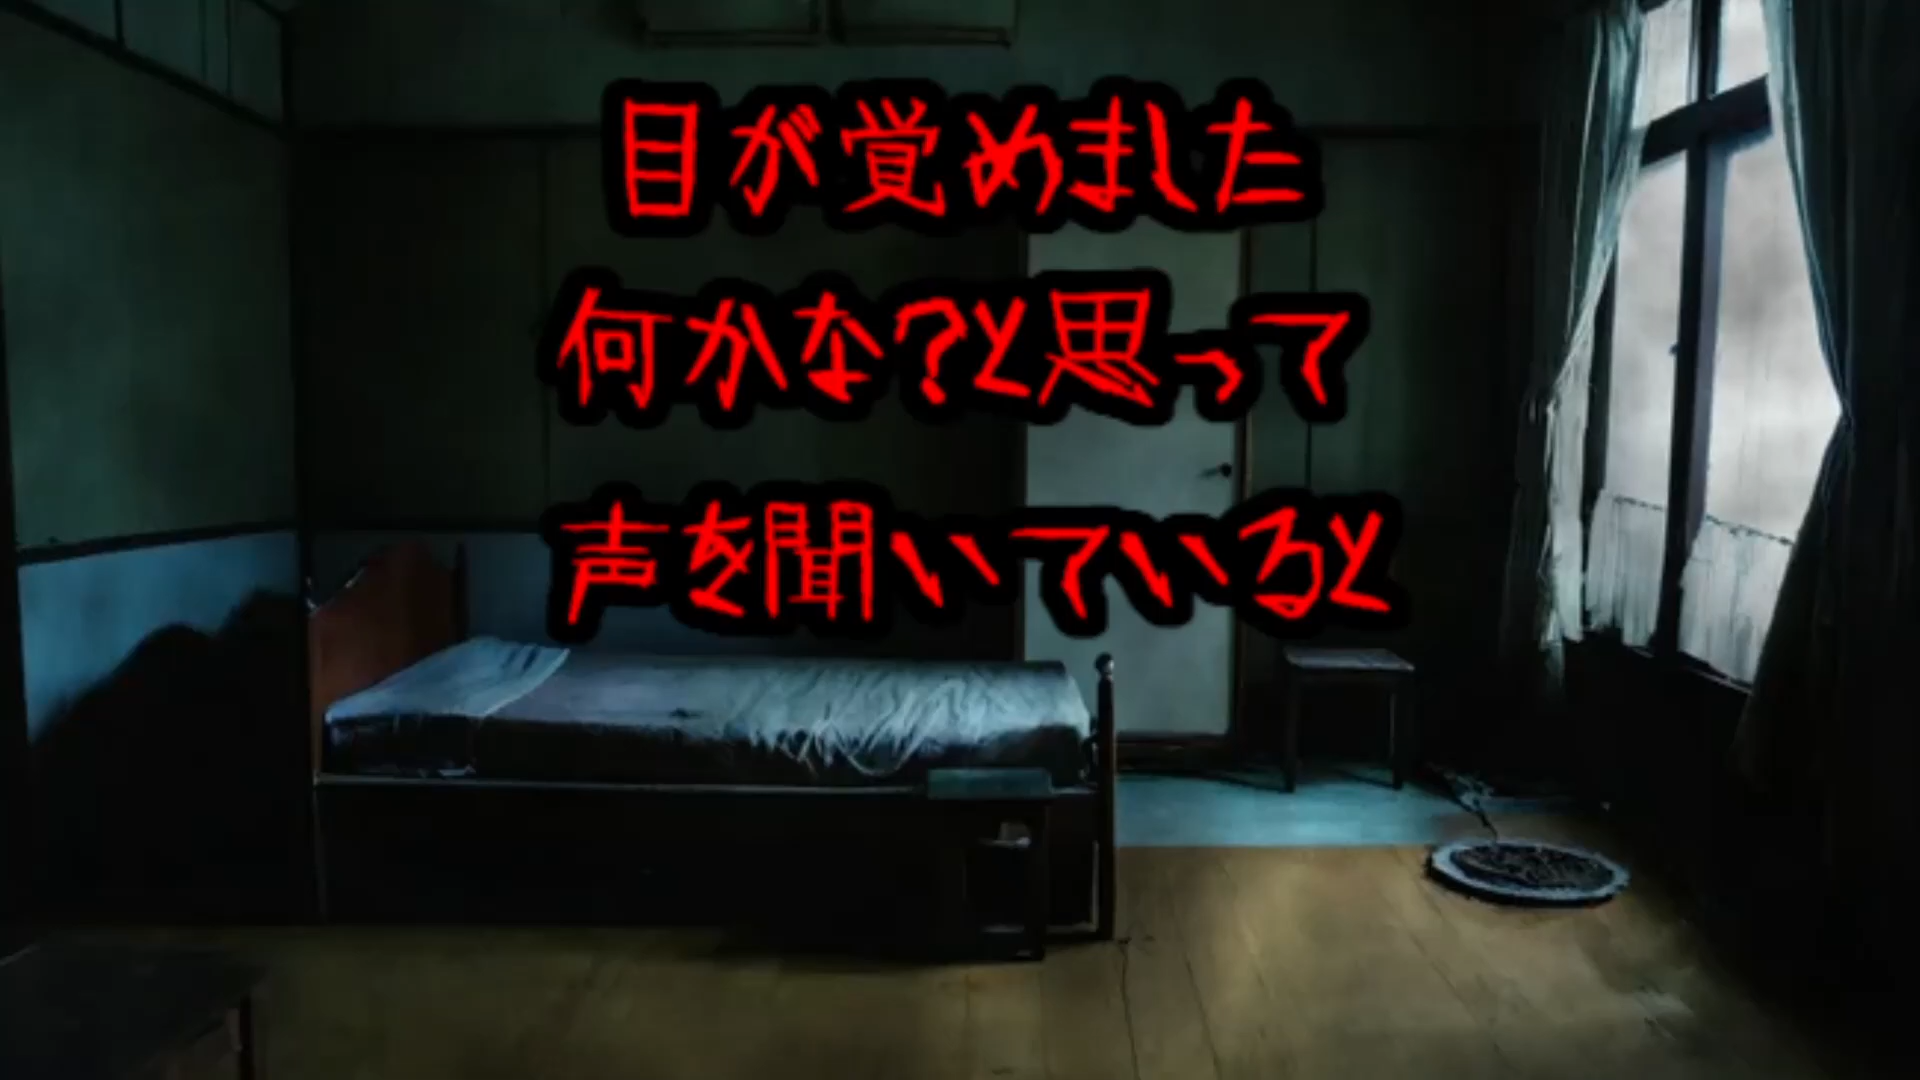 目が覚めました
何かな?と思って
声を聞いていると